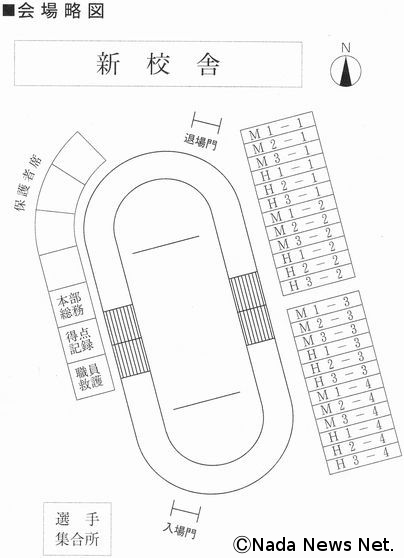 ■会場略図
新校舎
N
退場門
保護者席
M1-1
M2-1
M3-1
H1-1
H2-1
H3-1
M1-2
M2-2
M3-2
H1-2
H2-2
H3-2
本部
総務
得点
記録
職員
救護
M1-3
M2-3
M3-3
H1-3
H2-3
H3-3
M1-4
M2-4
M3-4
H1-4
H2-4
H3-4
選手
集合所
入場門
©Nada News Net.